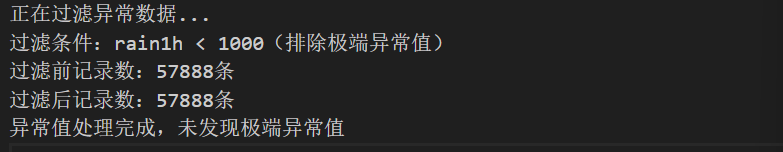 正在过滤异常数据...
过滤条件：rain1h < 1000（排除极端异常值）
过滤前记录数：57888条
过滤后记录数：57888条
异常值处理完成，未发现极端异常值